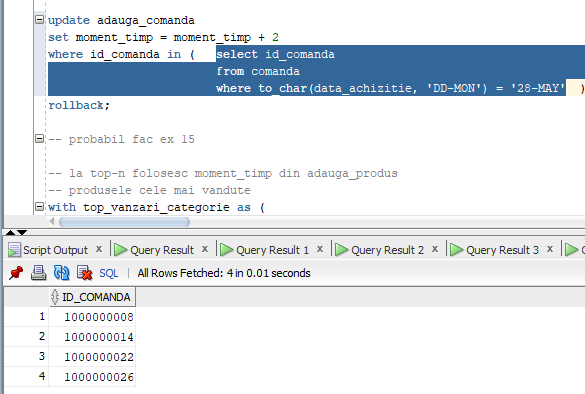 update adauga_comanda
set moment_timp = moment_timp + 2
where id_comanda in ( select id_comanda
from comanda
where to_char(data_achizitie, 'DD-MON') = '28-MAY' )
rollback;
-- probabil fac ex 15
-- la top-n folosesc moment_timp din adauga_produs
-- produsele cele mai vandute
with top_vanzari_categorie as (
Script Output x Query Result x Query Result 1 x Query Result 2 x Query Result 3 x
SQL | All Rows Fetched: 4 in 0.01 seconds
ID_COMANDA
1 1000000008
2 1000000014
3 1000000022
4 1000000026